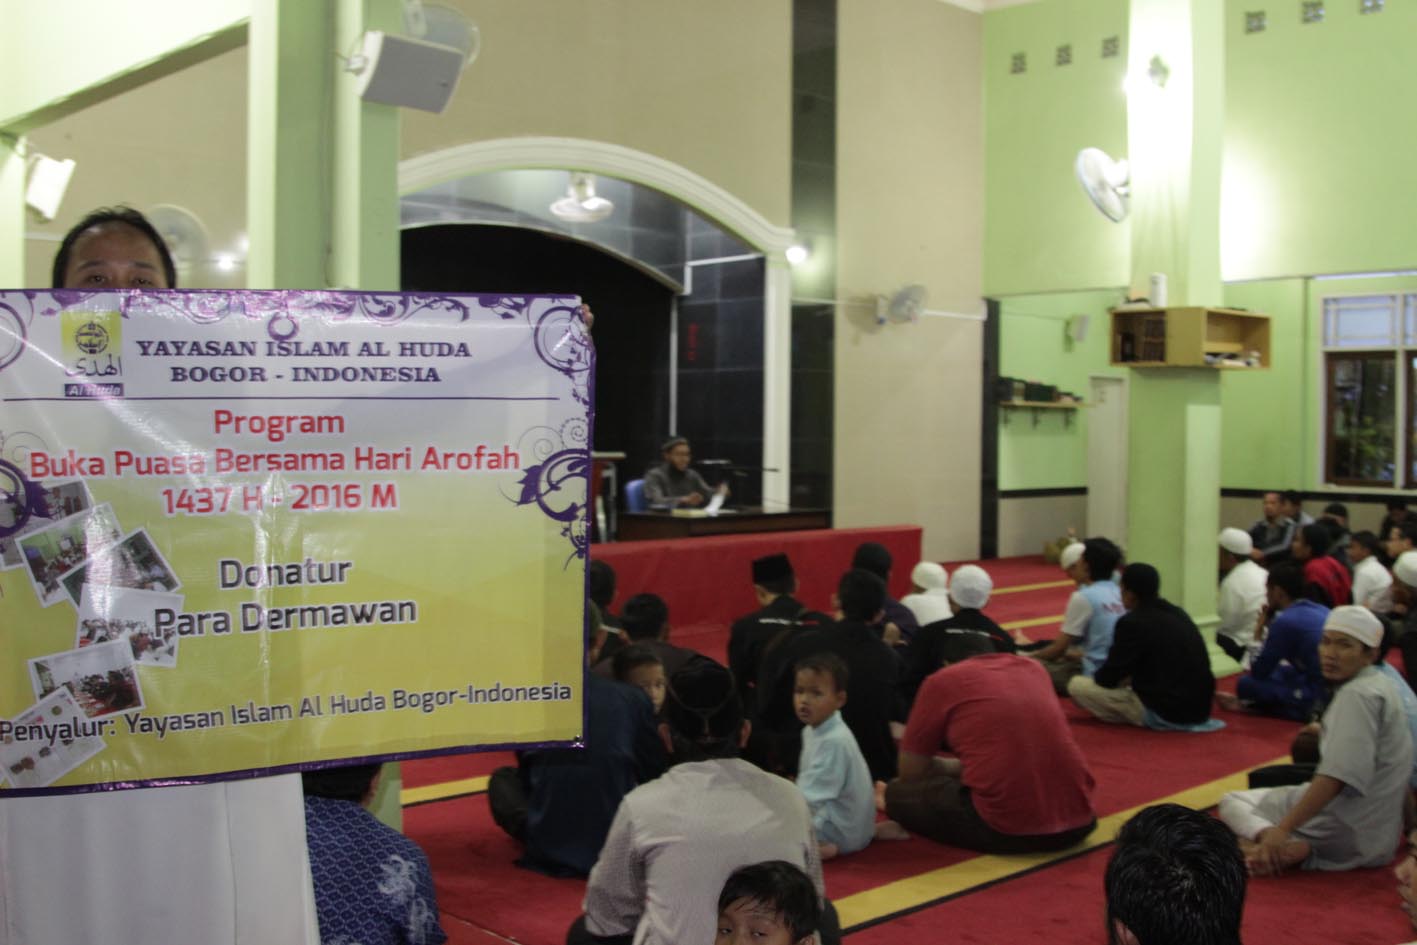 الهدى
Al Huda
YAYASAN ISLAM AL HUDA
BOGOR - INDONESIA
Program
Buka Puasa Bersama Hari Arofah
1437 H - 2016 M
Donatur
Para Dermawan
Penyalur: Yayasan Islam Al Huda Bogor-Indonesia